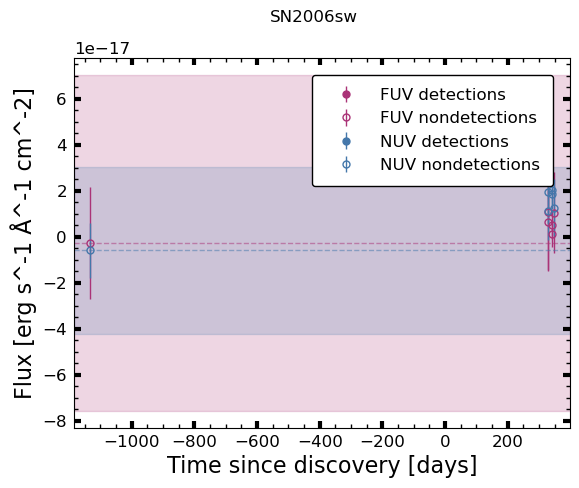 SN2006sw
1e−17
FUV detections
FUV nondetections
NUV detections
NUV nondetections
6
4
2
0
−2
−4
−6
−8
Flux [erg s^-1 Å^-1 cm^-2]
−1000 −800 −600 −400 −200 0 200
Time since discovery [days]